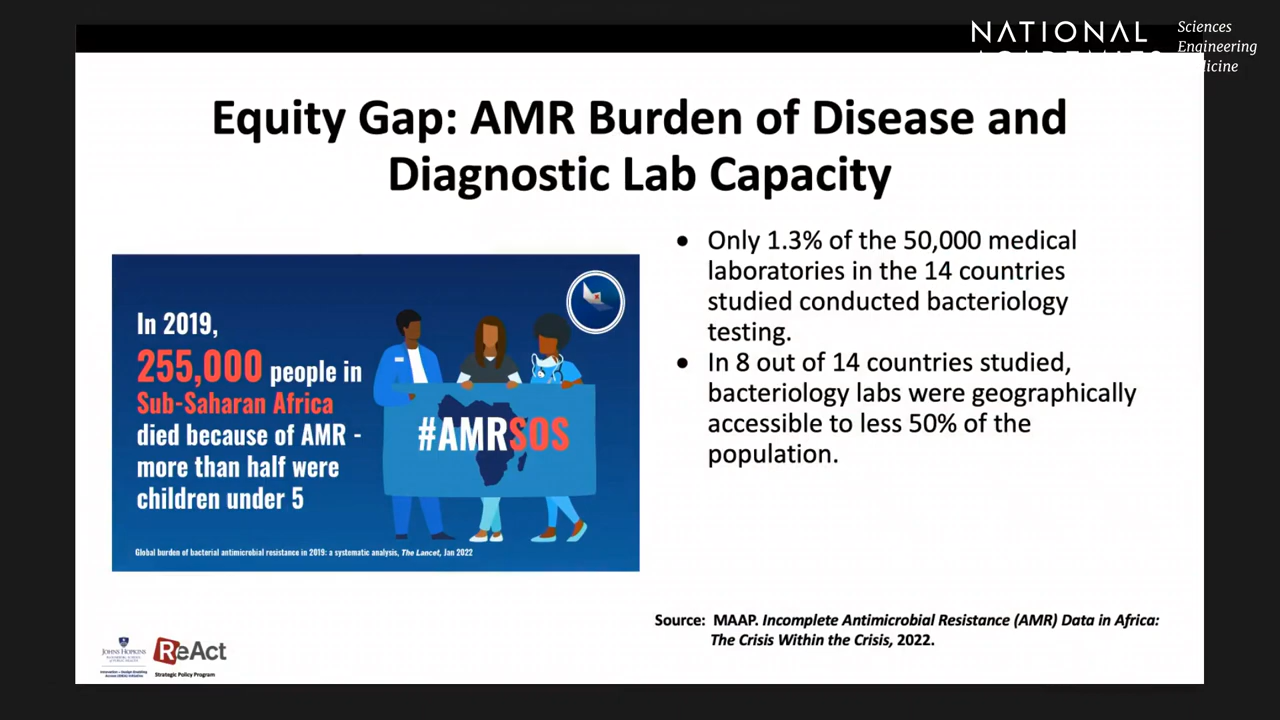 NATIONAL
Sciences
Engineering
Equity Gap: AMR Burden of Disease and
Diagnostic Lab Capacity
In 2019,
255,000 people in
Sub-Saharan Africa
died because of AMR -
more than half were
children under 5
#AMRSOS
Global burden of bacterial antimicrobial resistance in 2019: a systematic analysis, The Lancet, Jan 2022
● Only 1.3% of the 50,000 medical
laboratories in the 14 countries
studied conducted bacteriology
testing.
● In 8 out of 14 countries studied,
bacteriology labs were geographically
accessible to less 50% of the
population.
Source: MAAP. Incomplete Antimicrobial Resistance (AMR) Data in Africa:
The Crisis Within the Crisis, 2022.
JOHNS HOPKINS
ReAct
Strategic Policy Program